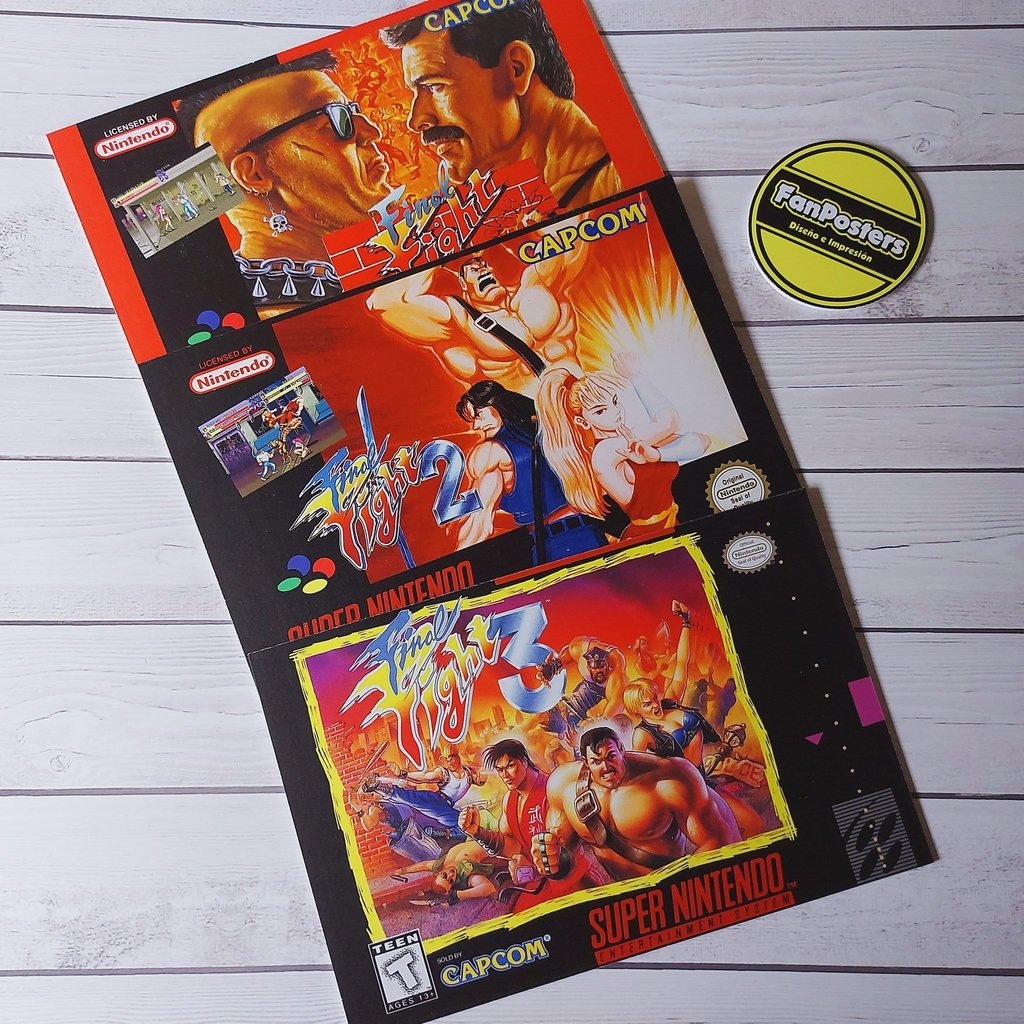 CAPCOM
LICENSED BY
Nintendo
Final
Fight
CAPCOM
FanPosters
Diseño e Impresión
LICENSED BY
Nintendo
Final
Fight 2
Original
Nintendo
Seal of
SUPER NINTENDO
Official
Nintendo
Seal of Quality
Final
Fight 3
SUPER NINTENDO™
ENTERTAINMENT SYSTEM
TEEN
T
AGES 13+
SOLD BY
CAPCOM®